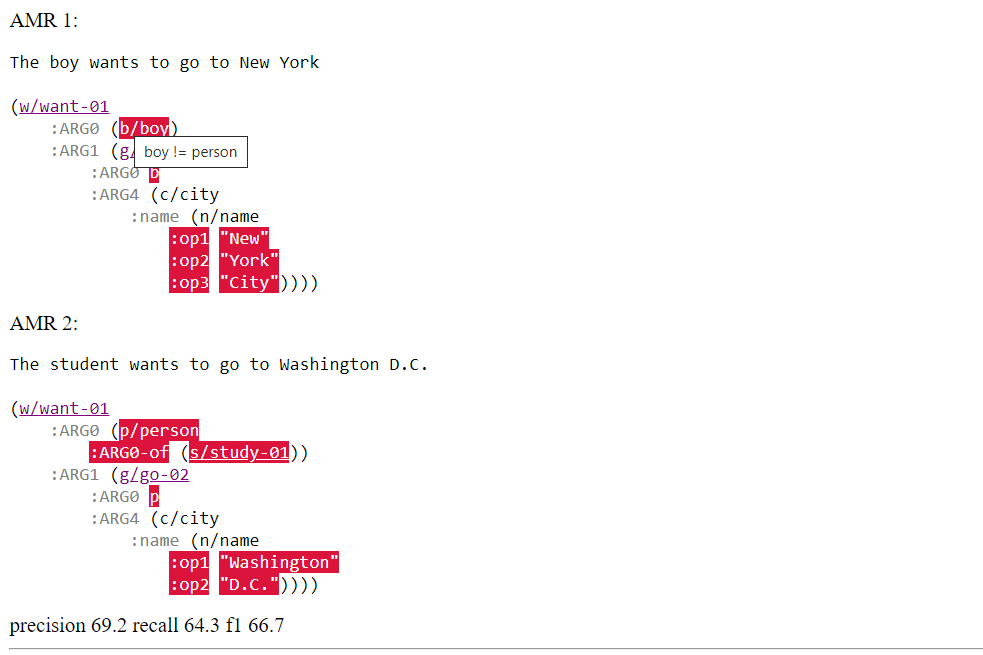 AMR 1:
The boy wants to go to New York
(w/want-01
:ARG0 (b/boy)
:ARG1 (g/
boy != person
:ARG0 b
:ARG4 (c/city
:name (n/name
:op1 "New"
:op2 "York"
:op3 "City"))))
AMR 2:
The student wants to go to Washington D.C.
(w/want-01
:ARG0 (p/person
:ARG0-of (s/study-01))
:ARG1 (g/go-02
:ARG0 p
:ARG4 (c/city
:name (n/name
:op1 "Washington"
:op2 "D.C."))))
precision 69.2 recall 64.3 f1 66.7